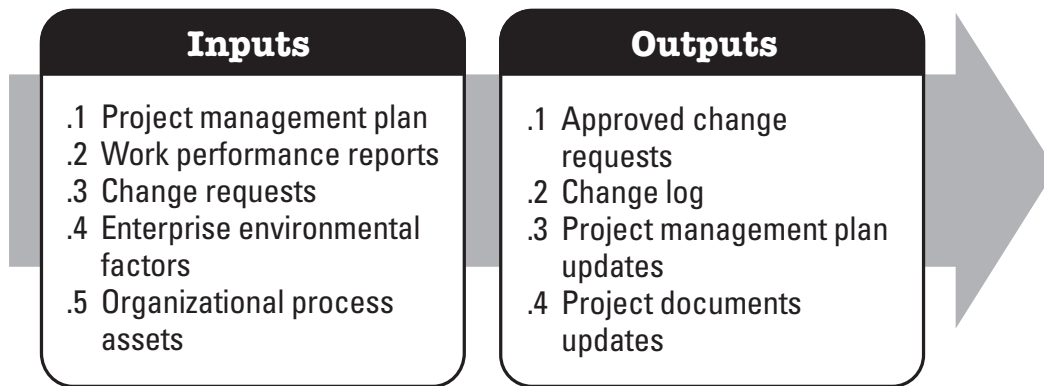 Inputs
.1 Project management plan
.2 Work performance reports
.3 Change requests
.4 Enterprise environmental
factors
.5 Organizational process
assets
Outputs
.1 Approved change
requests
.2 Change log
.3 Project management plan
updates
.4 Project documents
updates